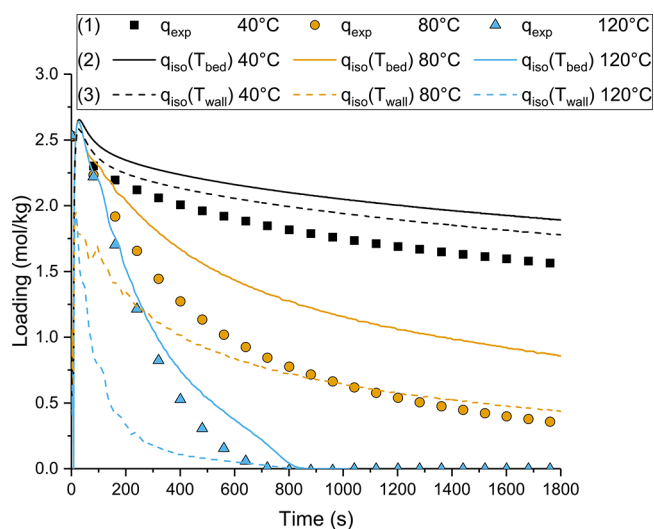 (1) q_exp 40°C q_exp 80°C q_exp 120°C
(2) q_iso(T_bed) 40°C q_iso(T_bed) 80°C q_iso(T_bed) 120°C
(3) q_iso(T_wall) 40°C q_iso(T_wall) 80°C q_iso(T_wall) 120°C
3.0
2.5
2.0
1.5
1.0
0.5
0.0
Loading (mol/kg)
0 200 400 600 800 1000 1200 1400 1600 1800
Time (s)